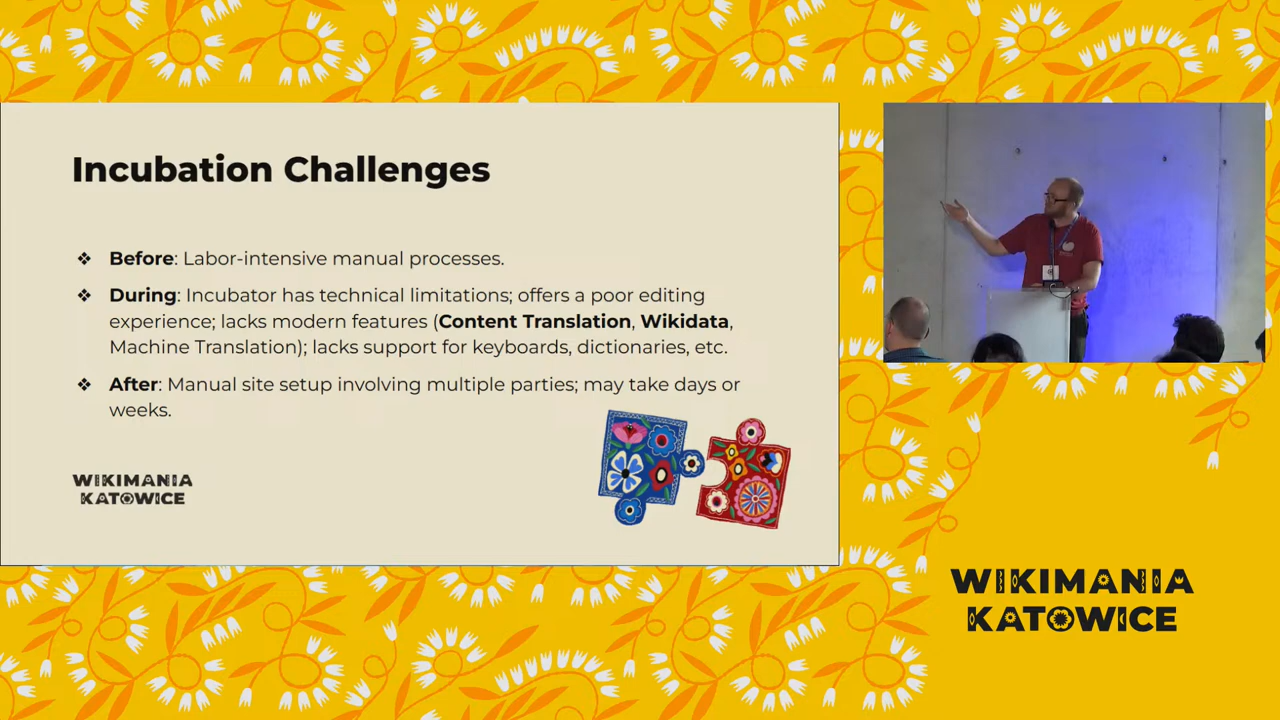 Incubation Challenges
❖ Before: Labor-intensive manual processes.
❖ During: Incubator has technical limitations; offers a poor editing
experience; lacks modern features (Content Translation, Wikidata,
Machine Translation); lacks support for keyboards, dictionaries, etc.
❖ After: Manual site setup involving multiple parties; may take days or
weeks.
WIKIMANIA
KATOWICE
WIKIMANIA
KATOWICE